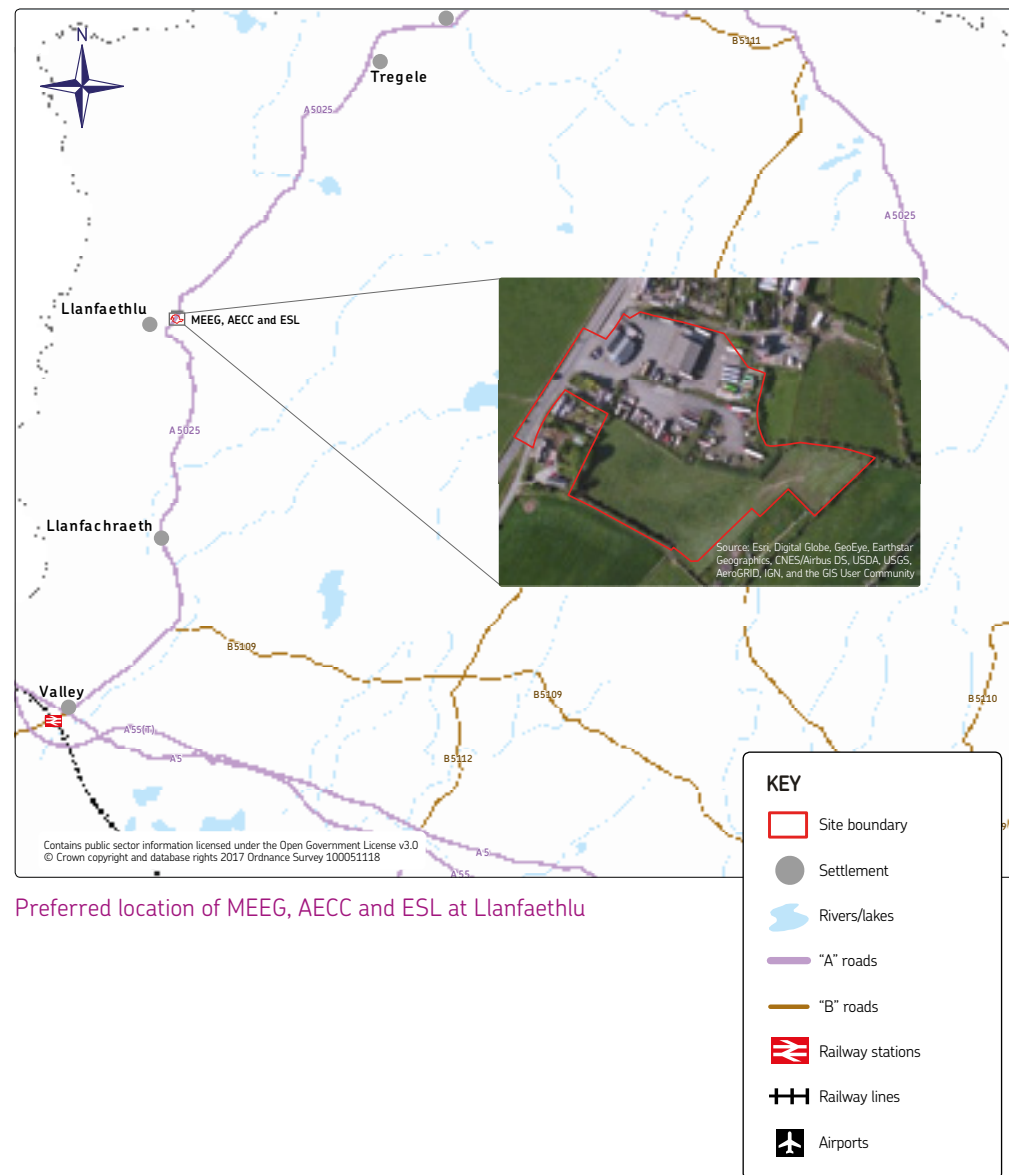 N
Tregele
B5111
A5025
A5025
Llanfaethlu
MEEG, AECC and ESL
A5025
Llanfachraeth
Source: Esri, Digital Globe, GeoEye, Earthstar
Geographics, CNES/Airbus DS, USDA, USGS,
AeroGRID, IGN, and the GIS User Community
B5109
Valley
B5109
B5110
A55(T)
A5
B5112
Contains public sector information licensed under the Open Government License v3.0
© Crown copyright and database rights 2017 Ordnance Survey 100051118
A5
A55
KEY
Site boundary
Settlement
Rivers/lakes
“A” roads
“B” roads
Railway stations
Railway lines
Airports
Preferred location of MEEG, AECC and ESL at Llanfaethlu